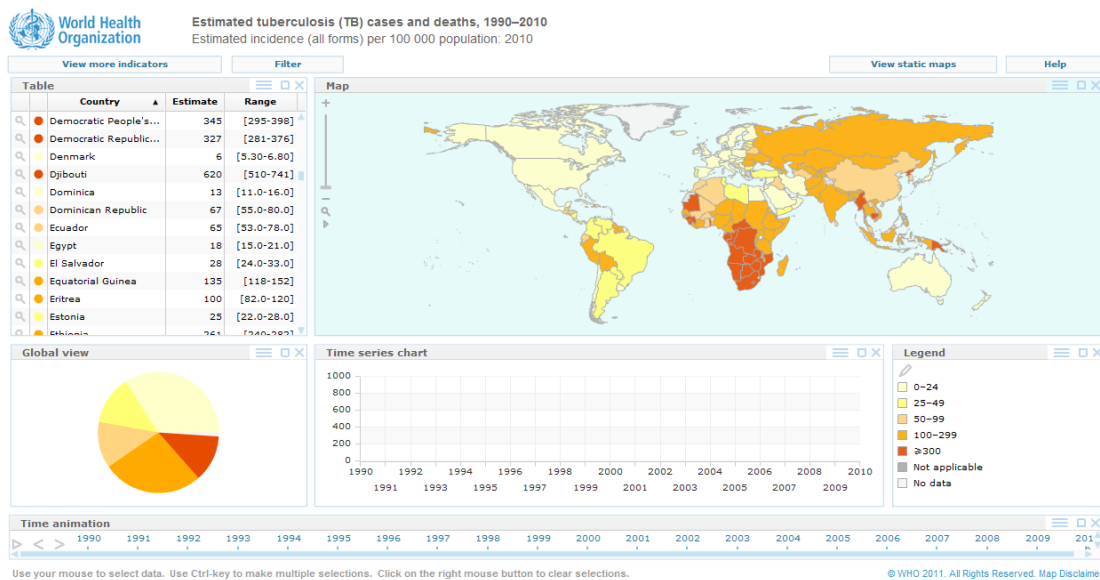 World Health
Organization
Estimated tuberculosis (TB) cases and deaths, 1990–2010
Estimated incidence (all forms) per 100 000 population: 2010
View more indicators
Filter
View static maps
Help
Table
Country ▲ Estimate Range
Democratic People's... 345 [295-398]
Democratic Republic... 327 [281-376]
Denmark 6 [5.30-6.80]
Djibouti 620 [510-741]
Dominica 13 [11.0-16.0]
Dominican Republic 67 [55.0-80.0]
Ecuador 65 [53.0-78.0]
Egypt 18 [15.0-21.0]
El Salvador 28 [24.0-33.0]
Equatorial Guinea 135 [118-152]
Eritrea 100 [82.0-120]
Estonia 25 [22.0-28.0]
Ethiopia 261 [240-282]
Map
Global view
Time series chart
1000
800
600
400
200
0
1990 1992 1994 1996 1998 2000 2002 2004 2006 2008 2010
1991 1993 1995 1997 1999 2001 2003 2005 2007 2009
Legend
0–24
25–49
50–99
100–299
≥300
Not applicable
No data
Time animation
1990 1991 1992 1993 1994 1995 1996 1997 1998 1999 2000 2001 2002 2003 2004 2005 2006 2007 2008 2009 201
Use your mouse to select data. Use Ctrl-key to make multiple selections. Click on the right mouse button to clear selections.
© WHO 2011. All Rights Reserved. Map Disclaime